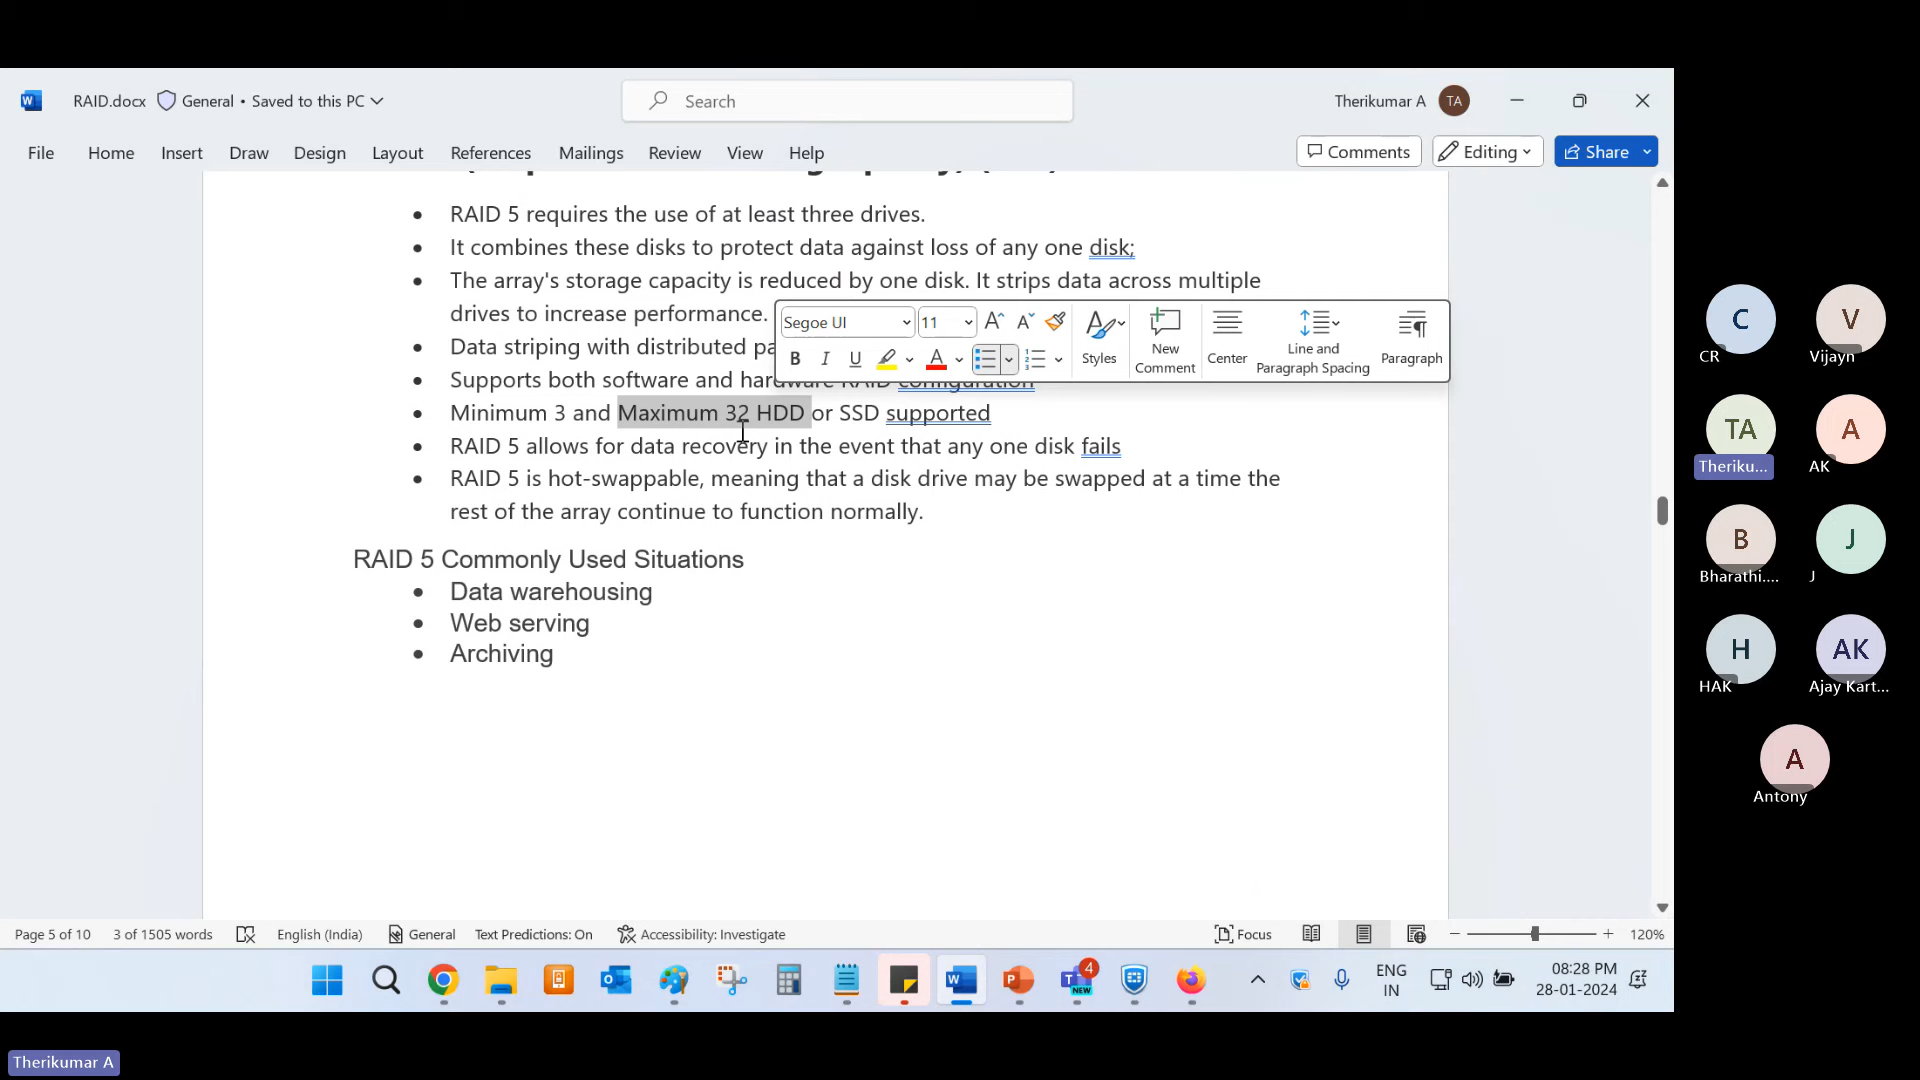 RAID.docx General • Saved to this PC
Search
Therikumar A TA
File Home Insert Draw Design Layout References Mailings Review View Help
Comments Editing Share
• RAID 5 requires the use of at least three drives.
• It combines these disks to protect data against loss of any one disk;
• The array's storage capacity is reduced by one disk. It strips data across multiple
drives to increase performance.
Segoe UI 11
B I U A
Styles
New
Comment
Center
Line and
Paragraph Spacing
Paragraph
• Data striping with distributed
• Supports both software and hardware RAID configuration
• Minimum 3 and Maximum 32 HDD or SSD supported
• RAID 5 allows for data recovery in the event that any one disk fails
• RAID 5 is hot-swappable, meaning that a disk drive may be swapped at a time the
rest of the array continue to function normally.
RAID 5 Commonly Used Situations
• Data warehousing
• Web serving
• Archiving
Page 5 of 10 3 of 1505 words English (India) General Text Predictions: On Accessibility: Investigate
Focus 120%
4
NEW
ENG
IN
08:28 PM
28-01-2024
C V
CR Vijayn
TA A
Theriku... AK
B J
Bharathi.... J
H AK
HAK Ajay Kart...
A
Antony
Therikumar A